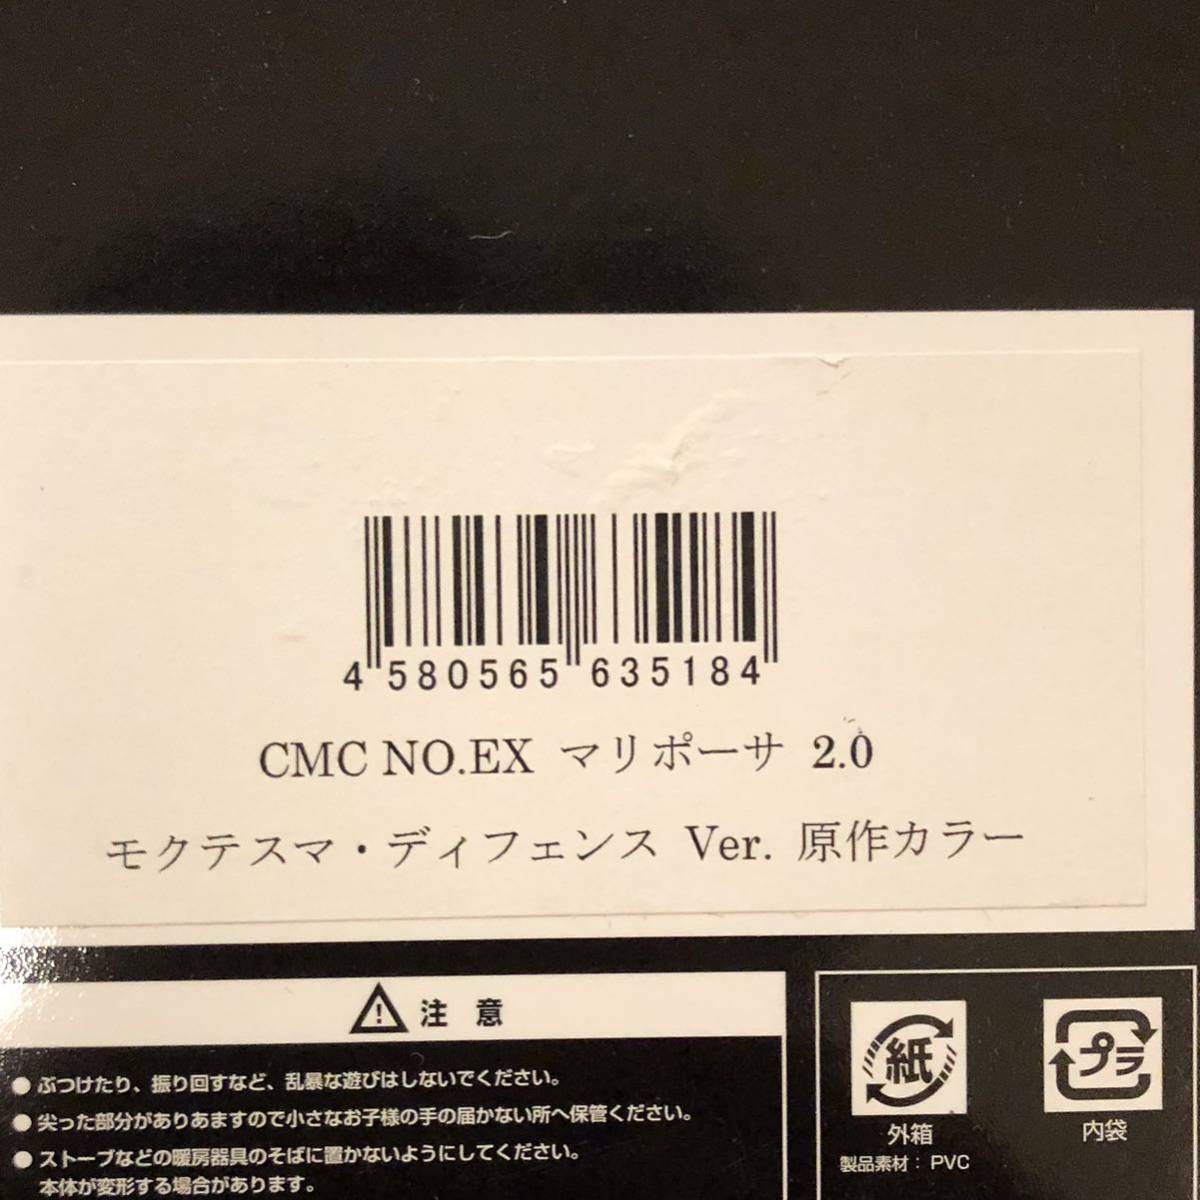 4 580565 635184
CMC NO.EX マリポーサ 2.0
モクテスマ・ディフェンス Ver. 原作カラー
注 意
● ぶつけたり、振り回すなど、乱暴な遊びはしないでください。
● 尖った部分がありあますので小さなお子様の手の届かない所へ保管ください。
● ストーブなどの暖房器具のそばに置かないようにしてください。
本体が変形する場合があります。
紙
外箱
プラ
内袋
製品素材：PVC